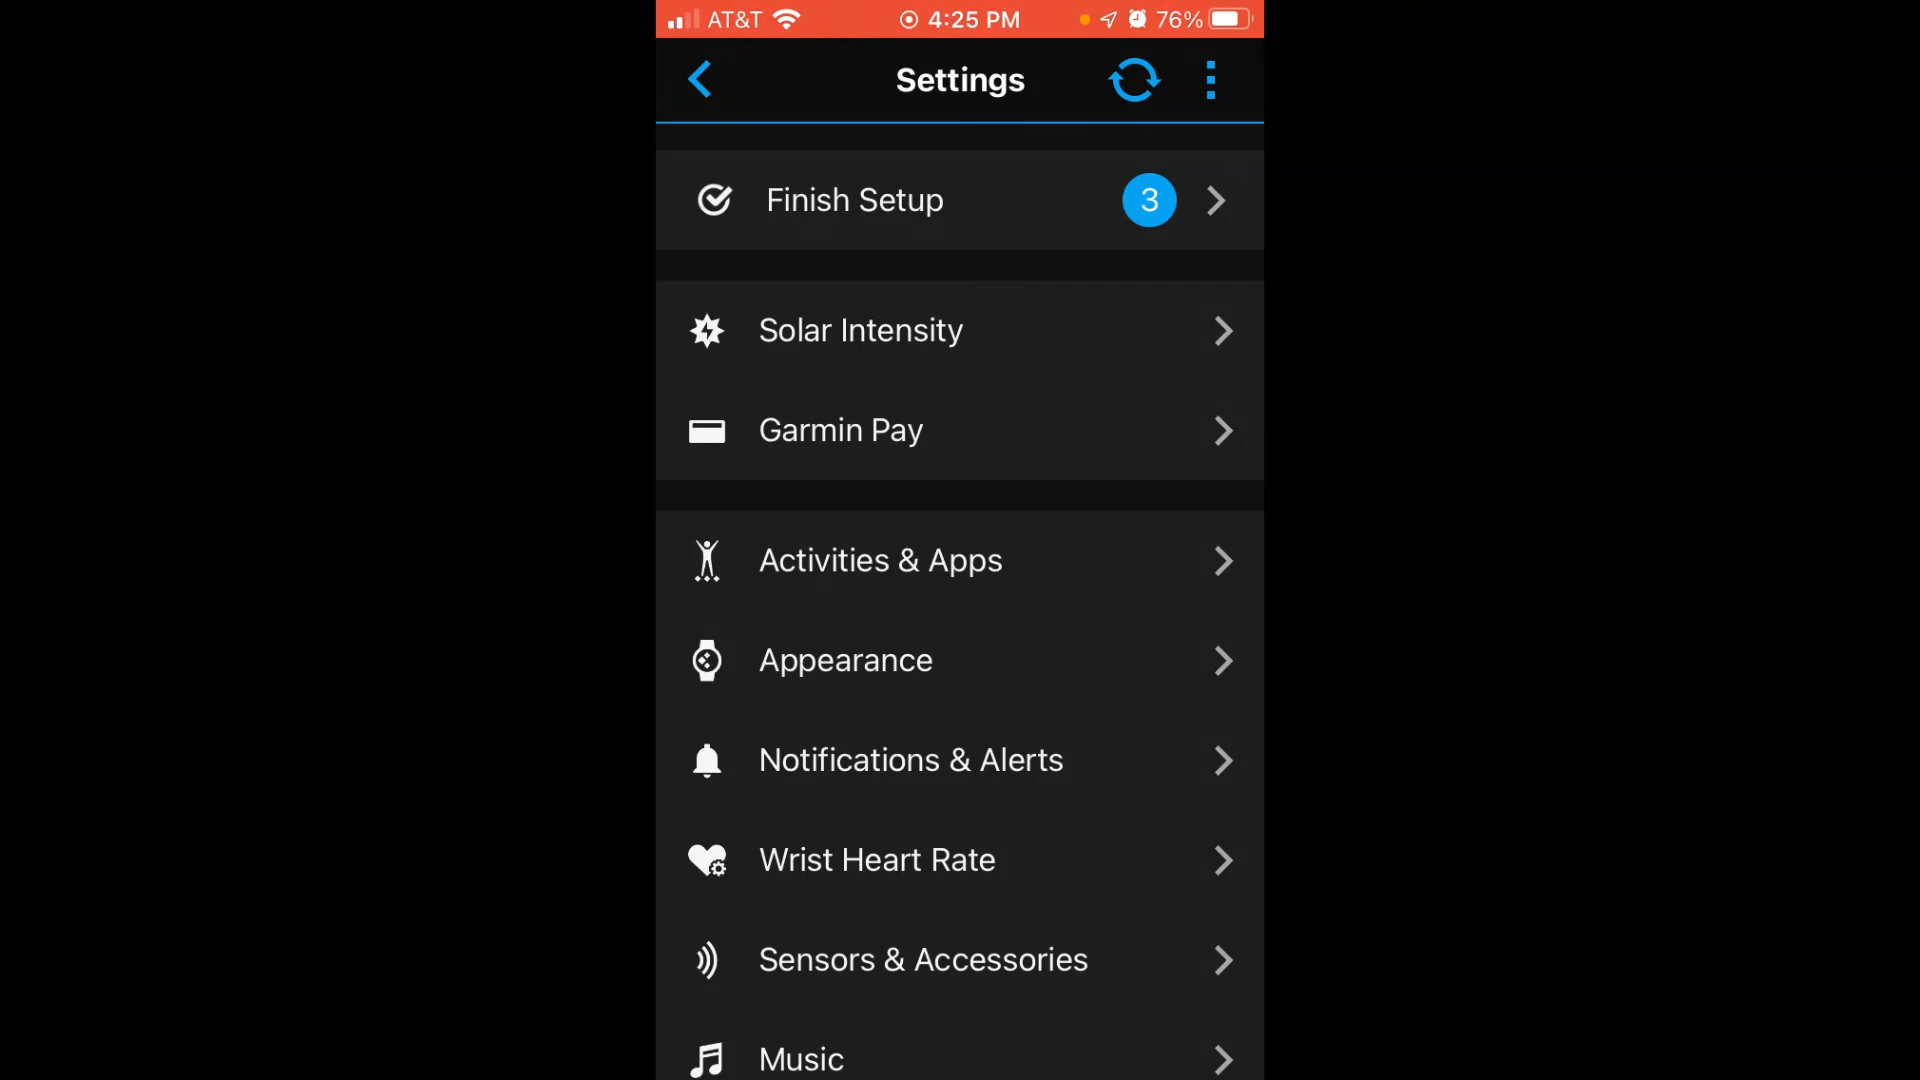 AT&T 4:25 PM 76%
Settings
Finish Setup 3
Solar Intensity
Garmin Pay
Activities & Apps
Appearance
Notifications & Alerts
Wrist Heart Rate
Sensors & Accessories
Music